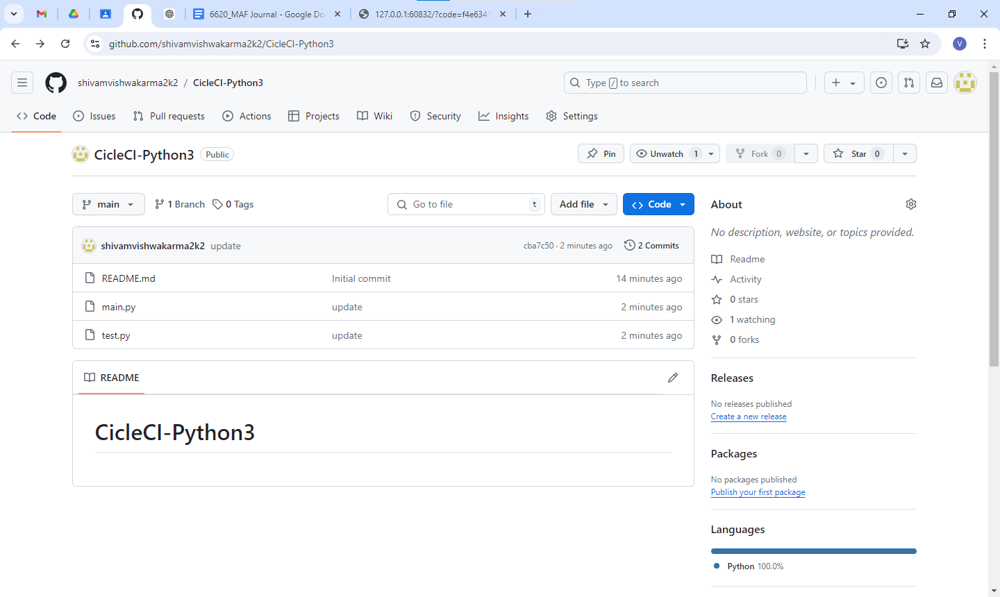 6620_MAF Journal - Google Do
127.0.0.1:60832/?code=f4e6341
github.com/shivamvishwakarma2k2/CicleCI-Python3
V
shivamvishwakarma2k2 / CicleCI-Python3
Type / to search
Code Issues Pull requests Actions Projects Wiki Security Insights Settings
CicleCI-Python3 Public
Pin Unwatch 1 Fork 0 Star 0
main 1 Branch 0 Tags Go to file t Add file Code
shivamvishwakarma2k2 update cba7c50 · 2 minutes ago 2 Commits
README.md Initial commit 14 minutes ago
main.py update 2 minutes ago
test.py update 2 minutes ago
README
CicleCI-Python3
About
No description, website, or topics provided.
Readme
Activity
0 stars
1 watching
0 forks
Releases
No releases published
Create a new release
Packages
No packages published
Publish your first package
Languages
Python 100.0%